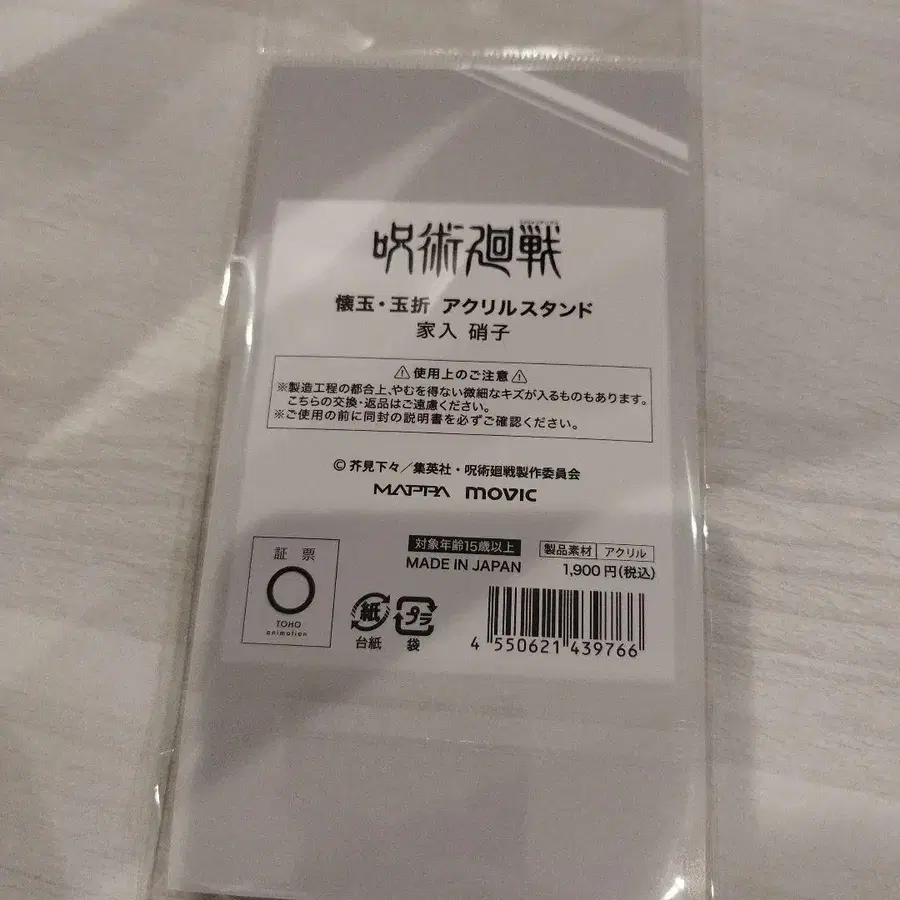 呪術廻戦
懐玉・玉折 アクリルスタンド
家入 硝子
⚠使用上のご注意⚠
※製造工程の都合上、やむを得ない微細なキズが入るものもあります。
こちらの交換・返品はご遠慮ください。
※ご使用の前に同封の説明書を必ずご確認ください。
© 芥見下々／集英社・呪術廻戦製作委員会
MAPPA movic
対象年齢15歳以上 製品素材 アクリル
MADE IN JAPAN 1,900円(税込)
証 票
TOHO
animation
紙 プラ
台紙 袋
4 550621 439766